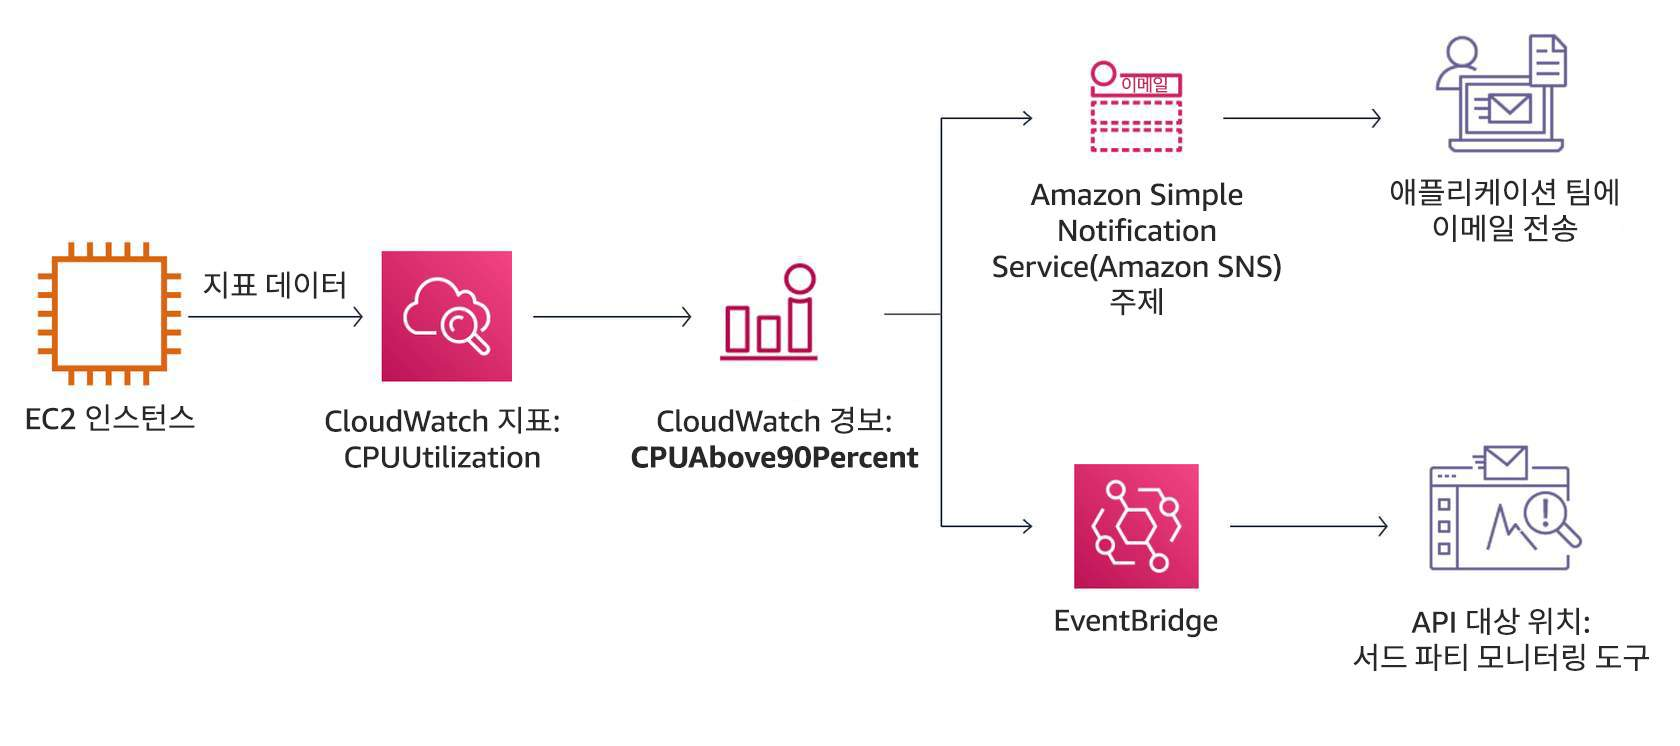 EC2 인스턴스
지표 데이터
CloudWatch 지표:
CPUUtilization
CloudWatch 경보:
CPUAbove90Percent
이메일
Amazon Simple
Notification
Service(Amazon SNS)
주제
애플리케이션 팀에
이메일 전송
EventBridge
API 대상 위치:
서드 파티 모니터링 도구